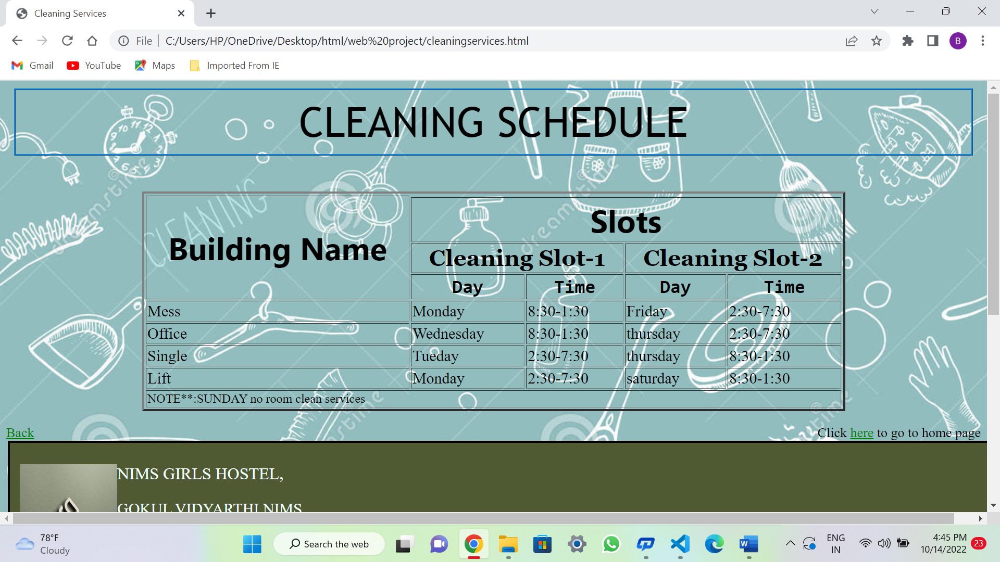 Cleaning Services
File C:/Users/HP/OneDrive/Desktop/html/web%20project/cleaningservices.html
B
Gmail YouTube Maps Imported From IE
CLEANING SCHEDULE
10 11 12
CLEANING
dreamstime
Building Name Slots
Cleaning Slot-1 Cleaning Slot-2
Day Time Day Time
Mess Monday 8:30-1:30 Friday 2:30-7:30
Office Wednesday 8:30-1:30 thursday 2:30-7:30
Single Tueday 2:30-7:30 thursday 8:30-1:30
Lift Monday 2:30-7:30 saturday 8:30-1:30
NOTE**:SUNDAY no room clean services
Back Click here to go to home page
NIMS GIRLS HOSTEL,
GOKUL VIDYARTHI NIMS
78°F
Cloudy
Search the web
W
ENG
IN
4:45 PM
10/14/2022
23